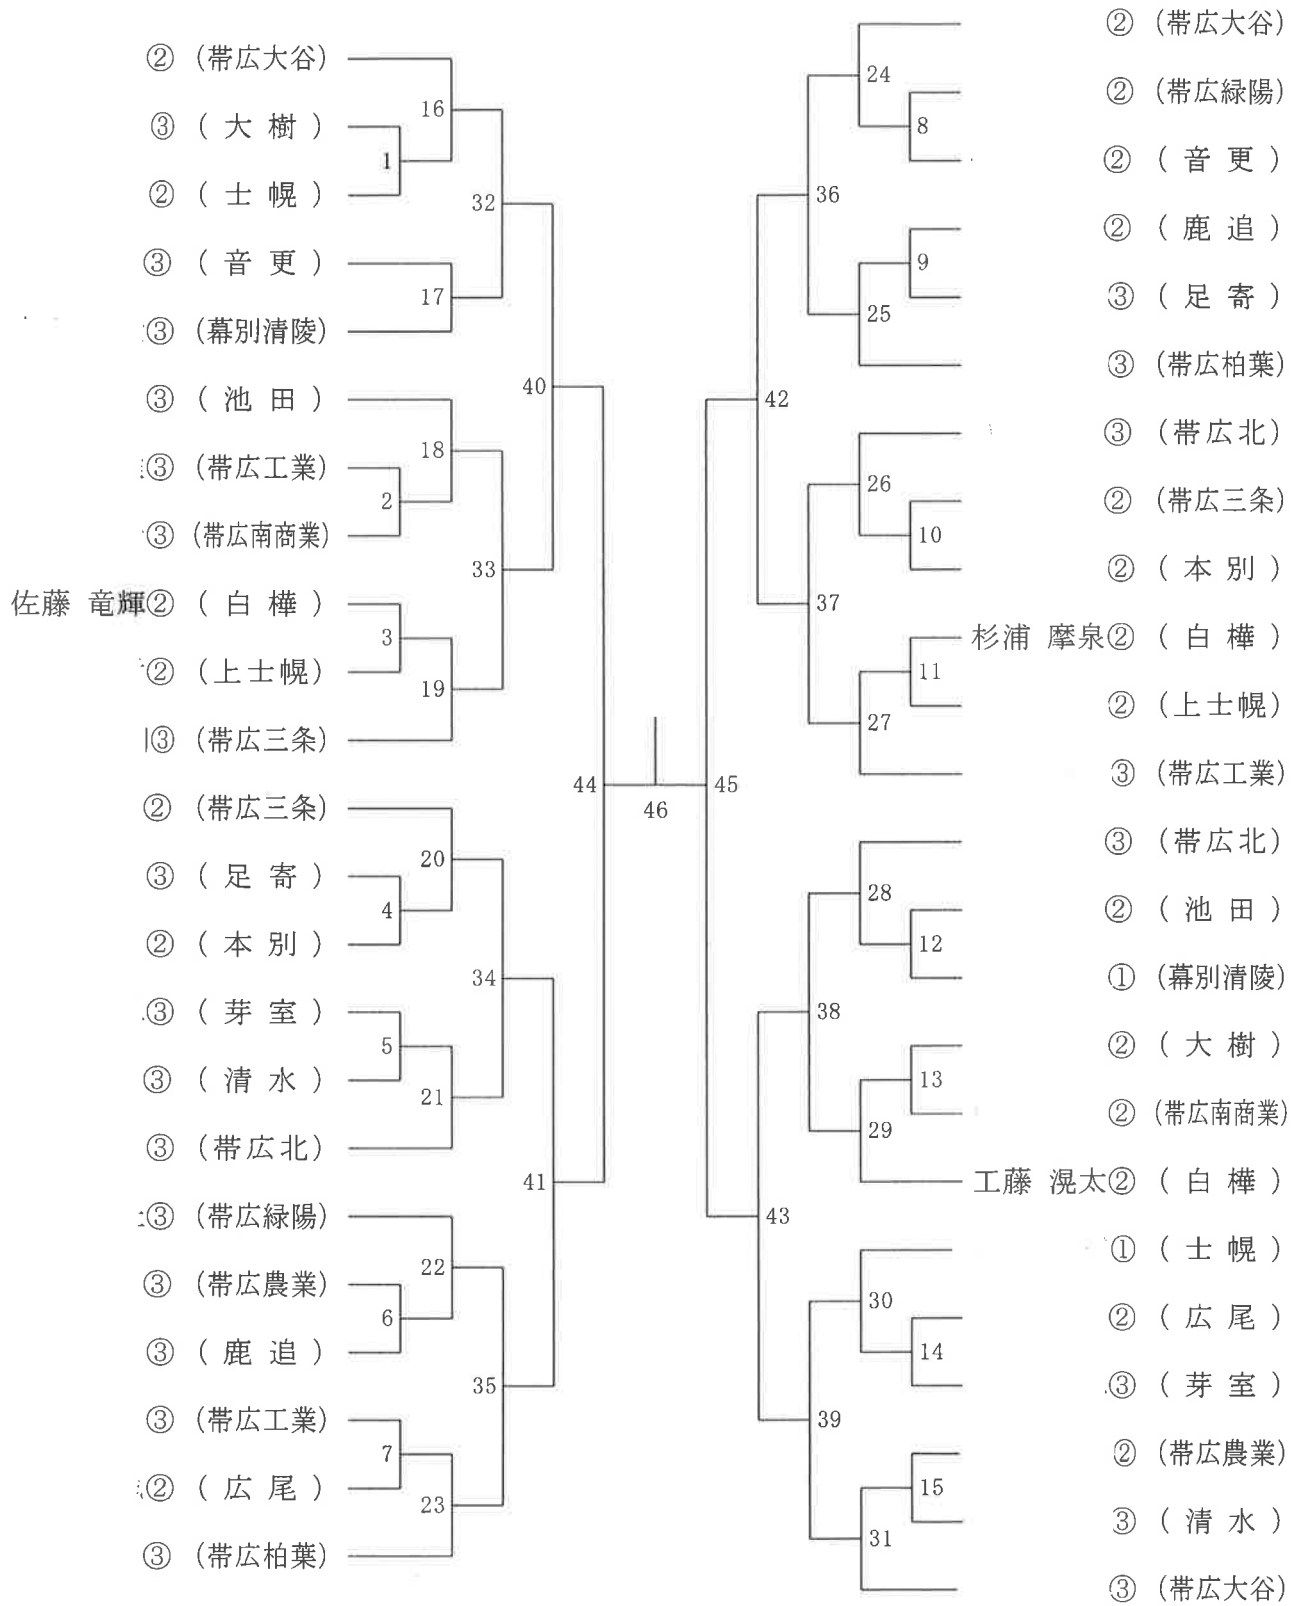 ② (帯広大谷)
③ ( 大 樹 )
② ( 士 幌 )
③ ( 音 更 )
③ (幕別清陵)
③ ( 池 田 )
③ (帯広工業)
③ (帯広南商業)
佐藤 竜輝② ( 白 樺 )
② (上士幌)
③ (帯広三条)
② (帯広三条)
③ ( 足 寄 )
② ( 本 別 )
③ ( 芽 室 )
③ ( 清 水 )
③ (帯広北)
③ (帯広緑陽)
③ (帯広農業)
③ ( 鹿 追 )
③ (帯広工業)
② ( 広 尾 )
③ (帯広柏葉)
1
2
3
4
5
6
7
16
17
18
19
20
21
22
23
32
33
34
35
40
41
44
46
45
42
43
36
37
38
39
24
25
26
27
28
29
30
31
8
9
10
11
12
13
14
15
② (帯広大谷)
② (帯広緑陽)
② ( 音 更 )
② ( 鹿 追 )
③ ( 足 寄 )
③ (帯広柏葉)
③ (帯広北)
② (帯広三条)
② ( 本 別 )
杉浦 摩泉② ( 白 樺 )
② (上士幌)
③ (帯広工業)
③ (帯広北)
② ( 池 田 )
① (幕別清陵)
② ( 大 樹 )
② (帯広南商業)
工藤 滉太② ( 白 樺 )
① ( 士 幌 )
② ( 広 尾 )
③ ( 芽 室 )
② (帯広農業)
③ ( 清 水 )
③ (帯広大谷)